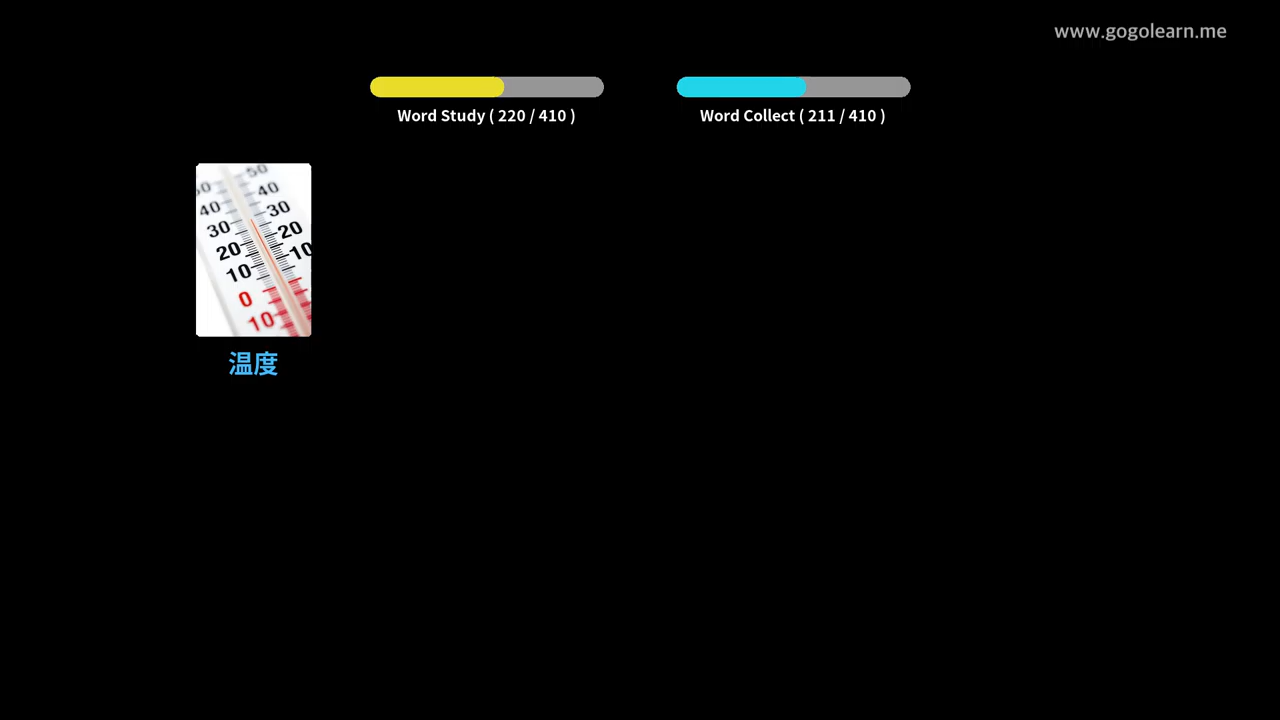 www.gogolearn.me
Word Study ( 220 / 410 )
Word Collect ( 211 / 410 )
50
40 40
30 30
20 20
10 10
0
10
温度